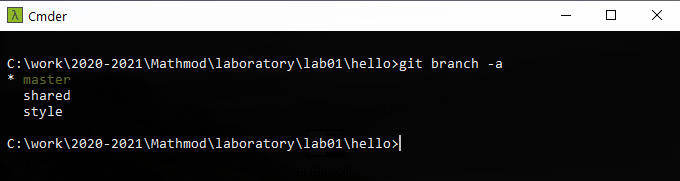 λ Cmder
C:\work\2020-2021\Mathmod\laboratory\lab01\hello>git branch -a
* master
  shared
  style
C:\work\2020-2021\Mathmod\laboratory\lab01\hello>